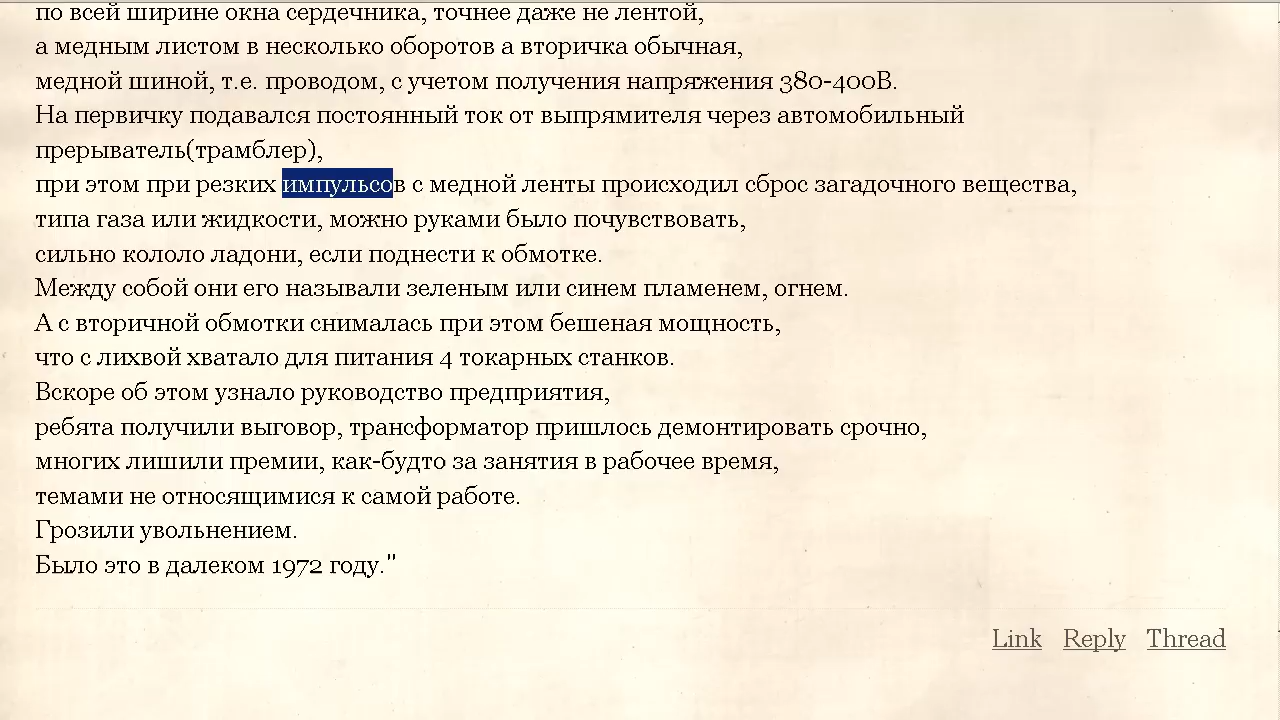 по всей ширине окна сердечника, точнее даже не лентой,
а медным листом в несколько оборотов а вторичка обычная,
медной шиной, т.е. проводом, с учетом получения напряжения 380-400В.
На первичку подавался постоянный ток от выпрямителя через автомобильный
прерыватель(трамблер),
при этом при резких импульсов с медной ленты происходил сброс загадочного вещества,
типа газа или жидкости, можно руками было почувствовать,
сильно кололо ладони, если поднести к обмотке.
Между собой они его называли зеленым или синем пламенем, огнем.
А с вторичной обмотки снималась при этом бешеная мощность,
что с лихвой хватало для питания 4 токарных станков.
Вскоре об этом узнало руководство предприятия,
ребята получили выговор, трансформатор пришлось демонтировать срочно,
многих лишили премии, как-будто за занятия в рабочее время,
темами не относящимися к самой работе.
Грозили увольнением.
Было это в далеком 1972 году."
Link Reply Thread